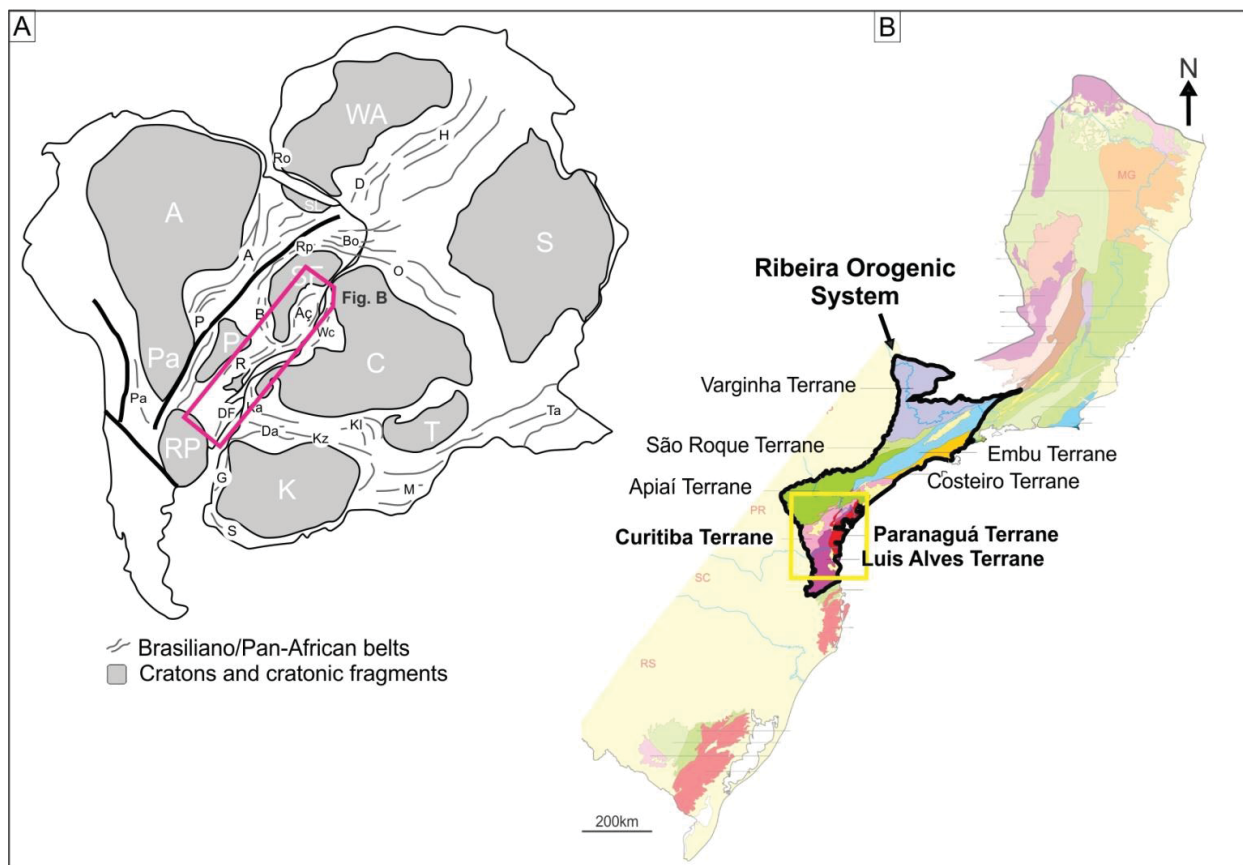 A
WA
H
Ro
D
SL
A
S
A
Bo
Rp
SF
O
Fig. B
B
Aç
P
Wc
P
C
Pa
R
Pa
Ka
DF
Kl
T
Ta
Da
Kz
RP
G
K
M
S
Brasiliano/Pan-African belts
Cratons and cratonic fragments
B
N
MG
Ribeira Orogenic
System
Varginha Terrane
São Roque Terrane
Embu Terrane
Costeiro Terrane
Apiaí Terrane
PR
Curitiba Terrane
Paranaguá Terrane
Luis Alves Terrane
SC
RS
200km